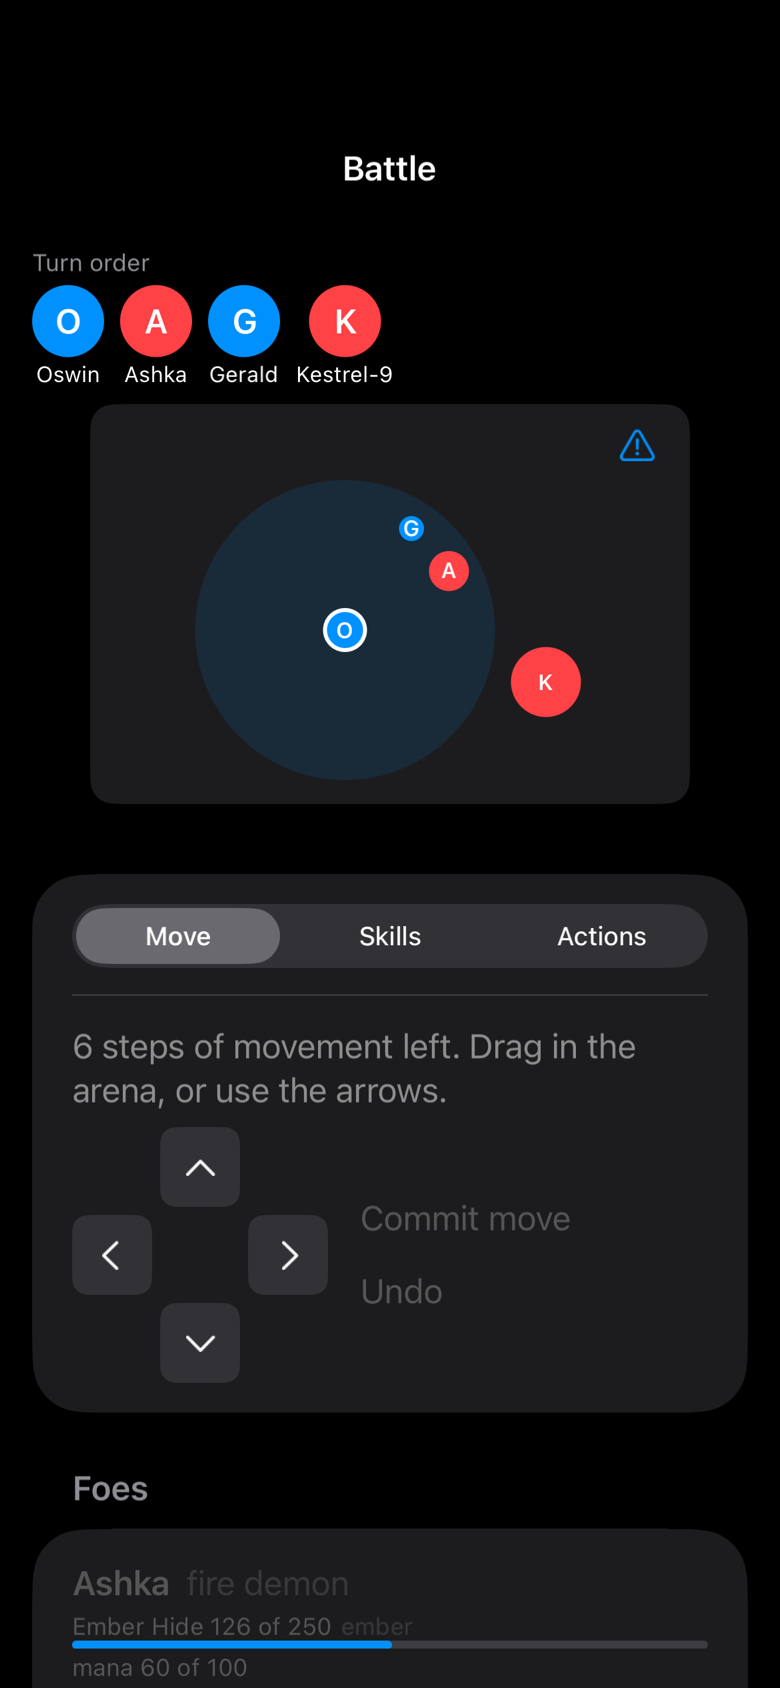 Battle
Turn order
O A G K
Oswin Ashka Gerald Kestrel-9
G
A
O
K
Move Skills Actions
6 steps of movement left. Drag in the
arena, or use the arrows.
Commit move
Undo
Foes
Ashka fire demon
Ember Hide 126 of 250 ember
mana 60 of 100